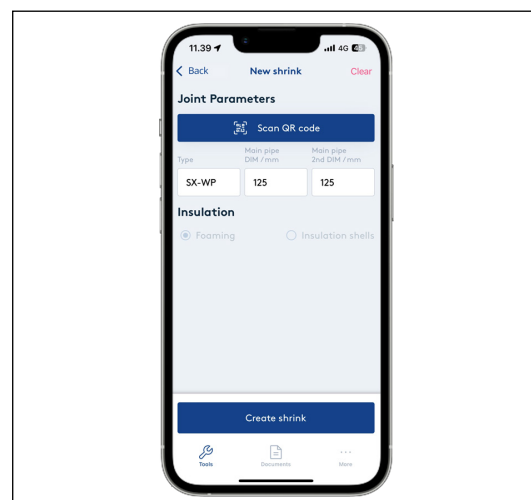 11.39 4G
Back New shrink Clear
Joint Parameters
Scan QR code
Type Main pipe DIM / mm Main pipe 2nd DIM / mm
SX-WP 125 125
Insulation
Foaming Insulation shells
Create shrink
Tools Documents More